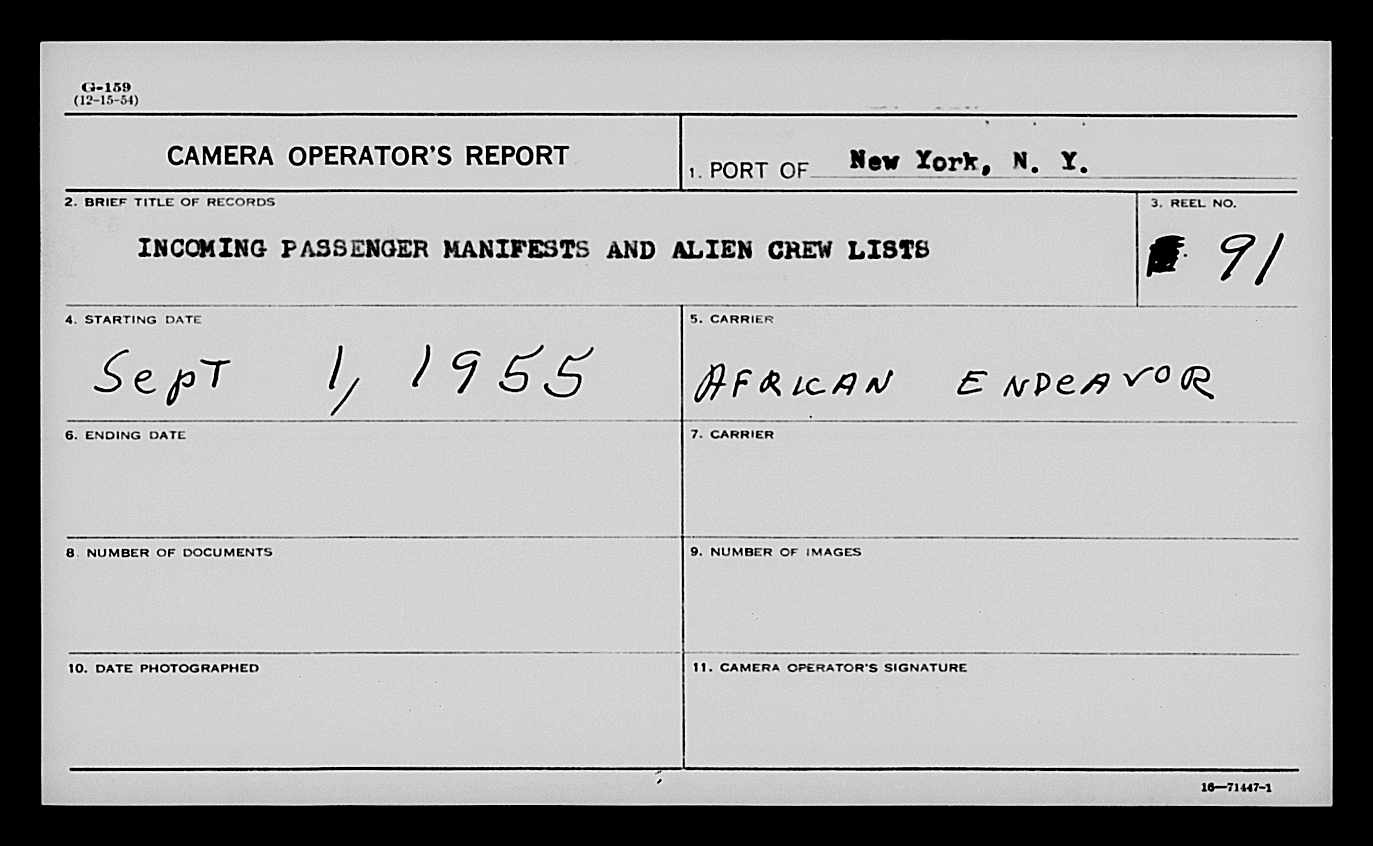 G-159
(12-15-54)
CAMERA OPERATOR'S REPORT
1. PORT OF New York, N. Y.
2. BRIEF TITLE OF RECORDS
INCOMING PASSENGER MANIFESTS AND ALIEN CREW LISTS
3. REEL NO.
91
4. STARTING DATE
Sept 1, 1955
5. CARRIER
AFRICAN ENDEAVOR
6. ENDING DATE
7. CARRIER
8. NUMBER OF DOCUMENTS
9. NUMBER OF IMAGES
10. DATE PHOTOGRAPHED
11. CAMERA OPERATOR'S SIGNATURE
16—71447-1